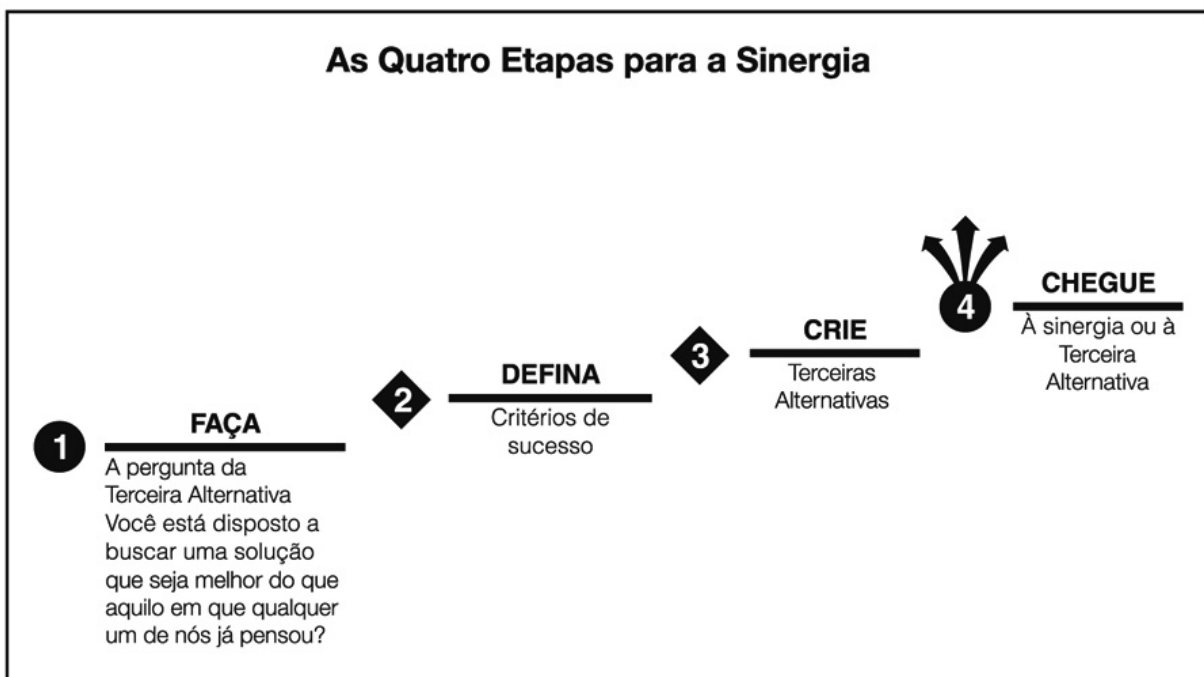 As Quatro Etapas para a Sinergia
1
FAÇA
A pergunta da
Terceira Alternativa
Você está disposto a
buscar uma solução
que seja melhor do que
aquilo em que qualquer
um de nós já pensou?
2
DEFINA
Critérios de
sucesso
3
CRIE
Terceiras
Alternativas
4
CHEGUE
À sinergia ou à
Terceira
Alternativa